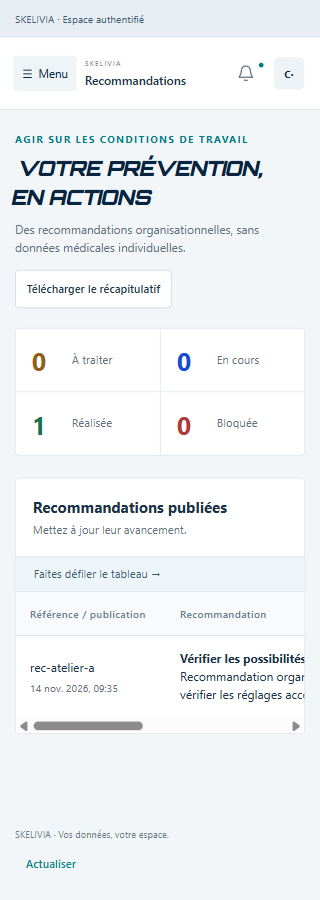 SKELIVIA · Espace authentifié
☰ Menu
SKELIVIA
Recommandations
C·
AGIR SUR LES CONDITIONS DE TRAVAIL
VOTRE PRÉVENTION,
EN ACTIONS
Des recommandations organisationnelles, sans
données médicales individuelles.
Télécharger le récapitulatif
0 À traiter
0 En cours
1 Réalisée
0 Bloquée
Recommandations publiées
Mettez à jour leur avancement.
Faites défiler le tableau →
Référence / publication
Recommandation
rec-atelier-a
14 nov. 2026, 09:35
Vérifier les possibilités
Recommandation organ
vérifier les réglages acc
SKELIVIA · Vos données, votre espace.
Actualiser